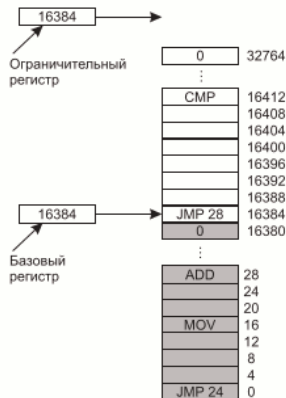 16384
Ограничительный
регистр
0 32764
⋮
CMP 16412
16408
16404
16400
16396
16392
16388
16384 JMP 28 16384
0 16380
Базовый
регистр
⋮
ADD 28
24
20
MOV 16
12
8
4
JMP 24 0